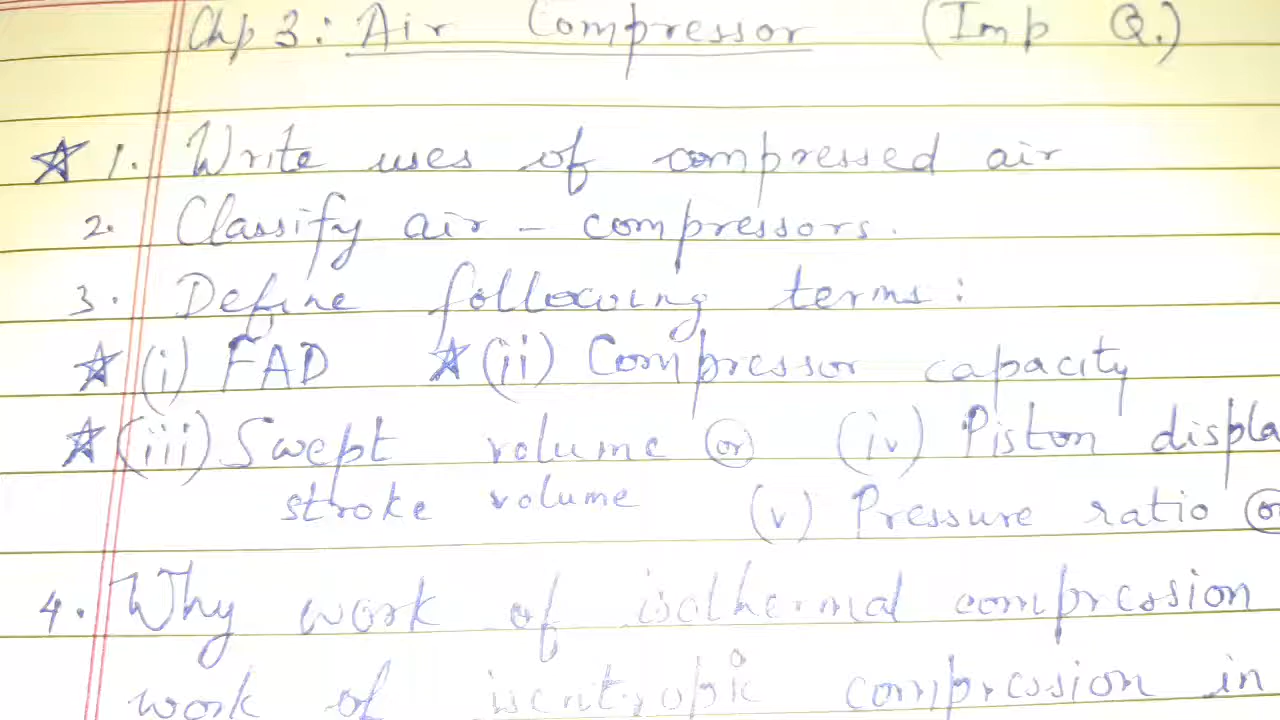 Chp 3: Air Compressor (Imp Q.)
★ 1. Write uses of compressed air
2. Classify air - compressors.
3. Define following terms:
★ (i) FAD ★ (ii) Compressor capacity
★ (iii) Swept volume or (iv) Piston displa
stroke volume (v) Pressure ratio or
4. Why work of isothermal compression
work of isentropic compression in